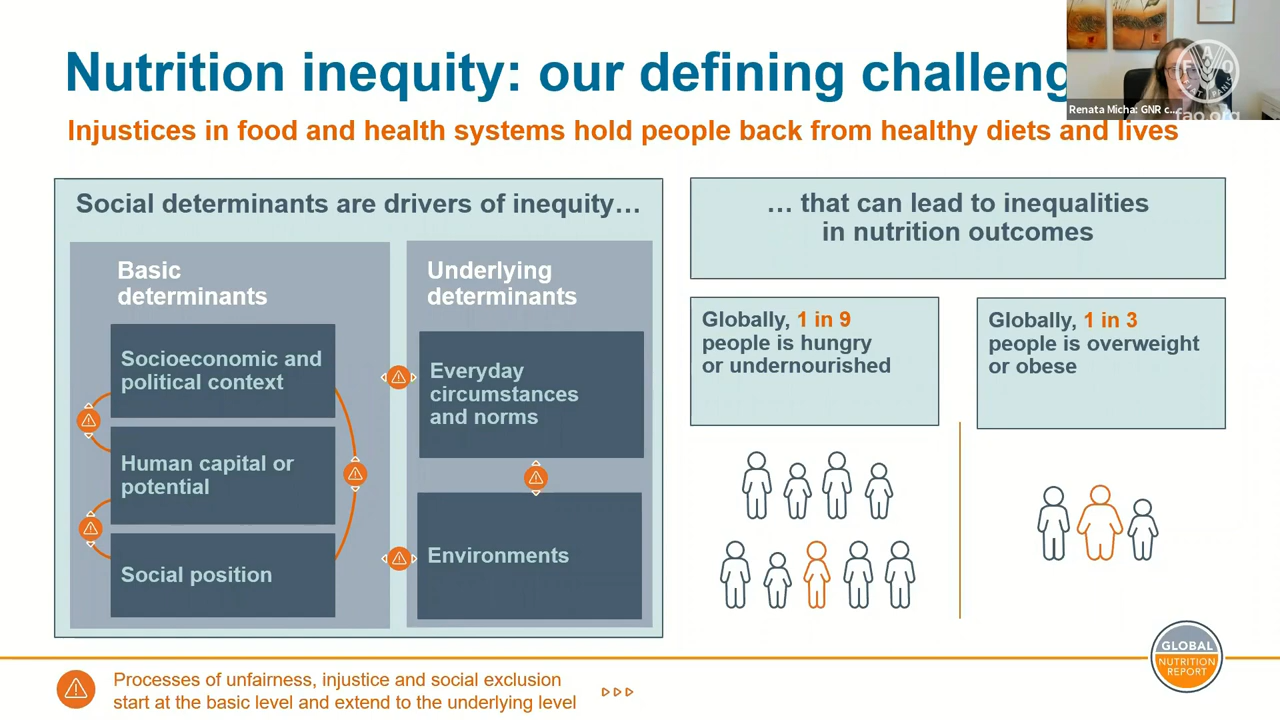 Nutrition inequity: our defining challeng
Injustices in food and health systems hold people back from healthy diets and lives
Renata Micha: GNR c...
fao.org
Social determinants are drivers of inequity…
Basic
determinants
Socioeconomic and
political context
Human capital or
potential
Social position
Underlying
determinants
Everyday
circumstances
and norms
Environments
… that can lead to inequalities
in nutrition outcomes
Globally, 1 in 9
people is hungry
or undernourished
Globally, 1 in 3
people is overweight
or obese
Processes of unfairness, injustice and social exclusion
start at the basic level and extend to the underlying level
GLOBAL
NUTRITION
REPORT